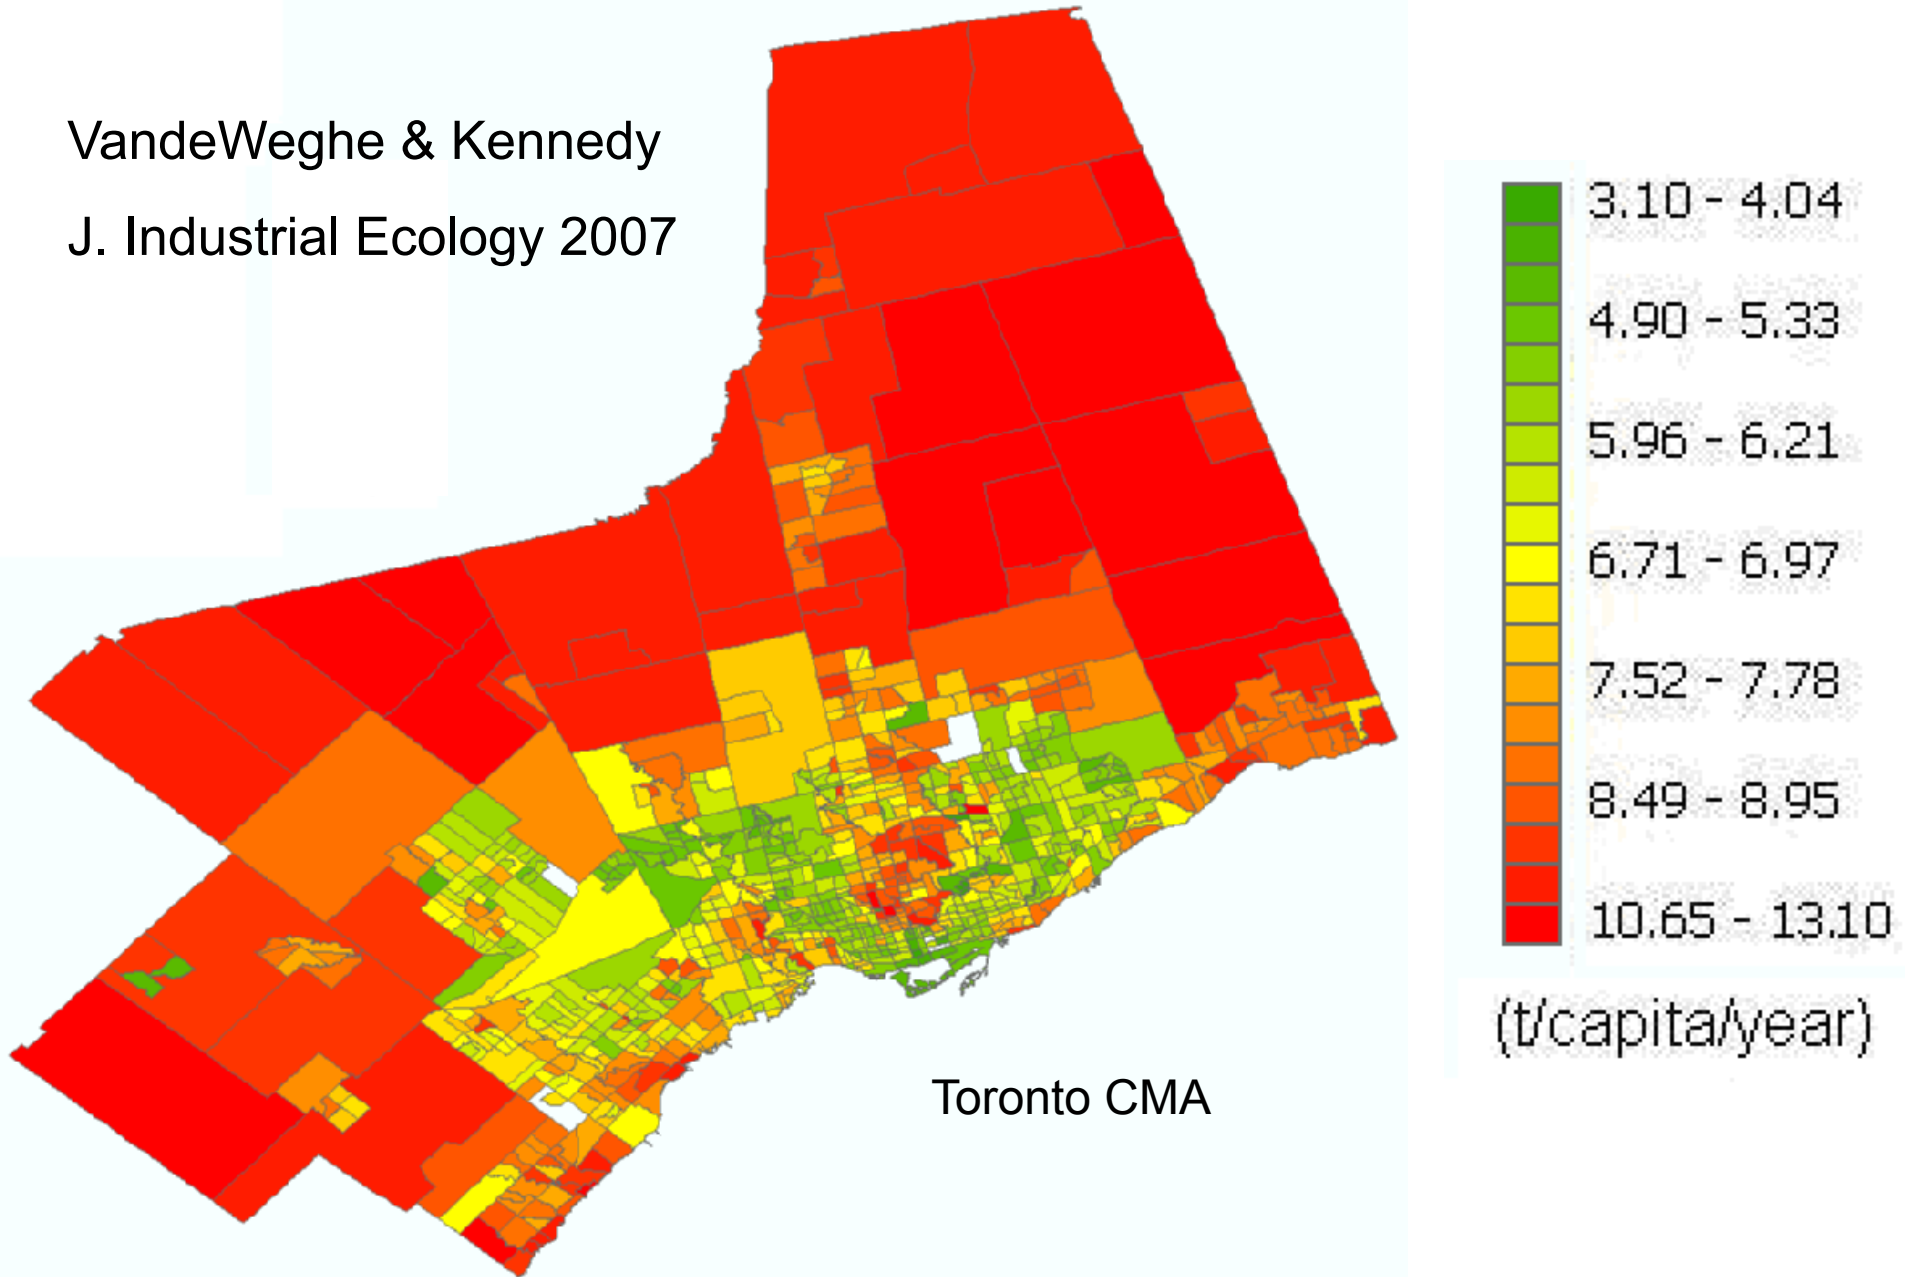 VandeWeghe & Kennedy
J. Industrial Ecology 2007
3.10 - 4.04
4.90 - 5.33
5.96 - 6.21
6.71 - 6.97
7.52 - 7.78
8.49 - 8.95
10.65 - 13.10
(t/capita/year)
Toronto CMA